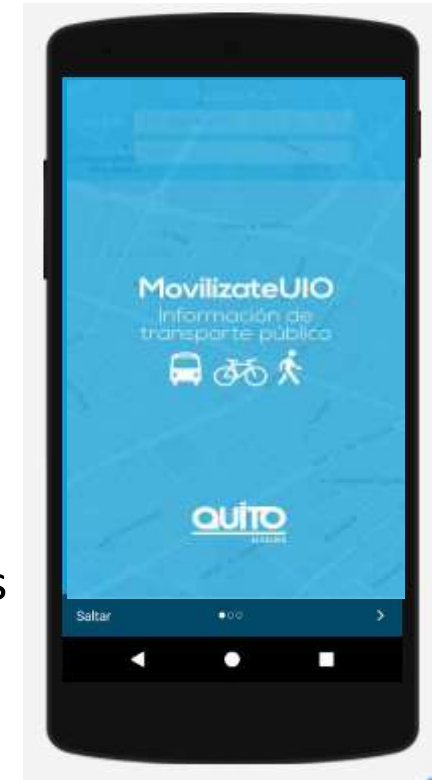 MovilizateUIO
Información de
transporte público
QUITO
s
Saltar